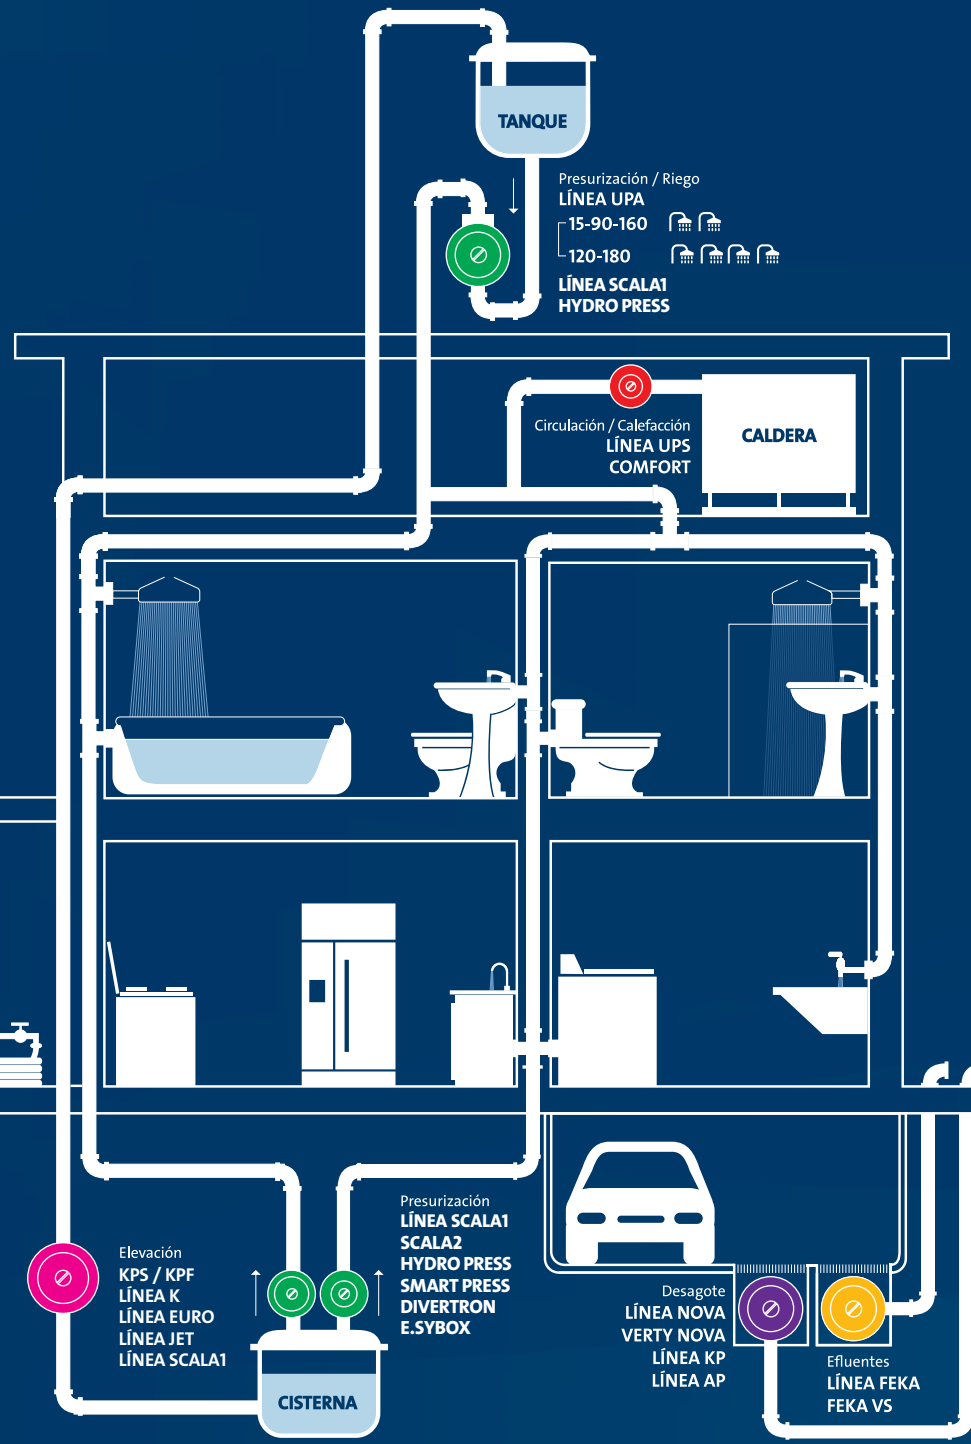 TANQUE
Presurización / Riego
LÍNEA UPA
15-90-160
120-180
LÍNEA SCALA1
HYDRO PRESS
Circulación / Calefacción
LÍNEA UPS
COMFORT
CALDERA
Elevación
KPS / KPF
LÍNEA K
LÍNEA EURO
LÍNEA JET
LÍNEA SCALA1
Presurización
LÍNEA SCALA1
SCALA2
HYDRO PRESS
SMART PRESS
DIVERTRON
E.SYBOX
CISTERNA
Desagote
LÍNEA NOVA
VERTY NOVA
LÍNEA KP
LÍNEA AP
Efluentes
LÍNEA FEKA
FEKA VS